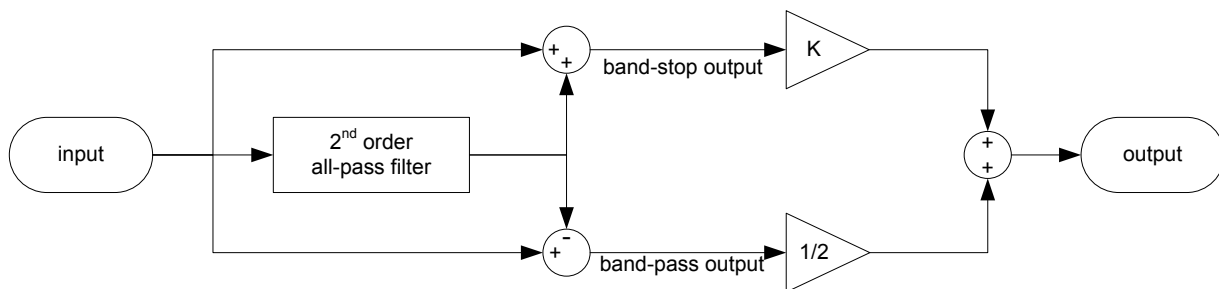 +
+
band-stop output
K
input
2nd order
all-pass filter
+
+
output
-
+
band-pass output
1/2